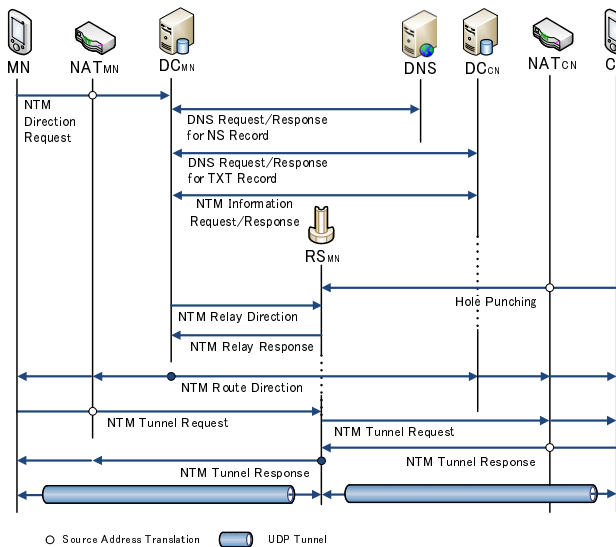 MN
NATMN
DCMN
DNS
DCCN
NATCN
C
NTM
Direction
Request
DNS Request/Response
for NS Record
DNS Request/Response
for TXT Record
NTM Information
Request/Response
RSMN
Hole Punching
NTM Relay Direction
NTM Relay Response
NTM Route Direction
NTM Tunnel Request
NTM Tunnel Request
NTM Tunnel Response
NTM Tunnel Response
Source Address Translation
UDP Tunnel